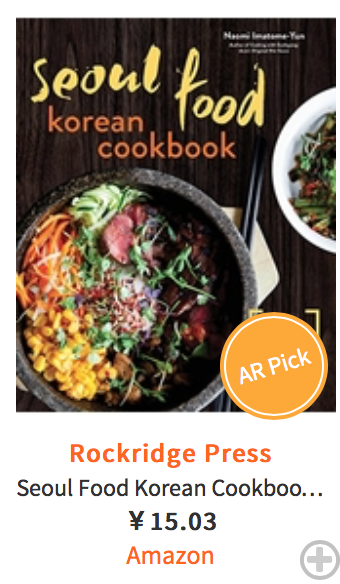 Naomi Imatome-Yun
Author of Cooking with Gochujang
seoul food
korean
cookbook
AR Pick
Rockridge Press
Seoul Food Korean Cookboo...
¥15.03
Amazon